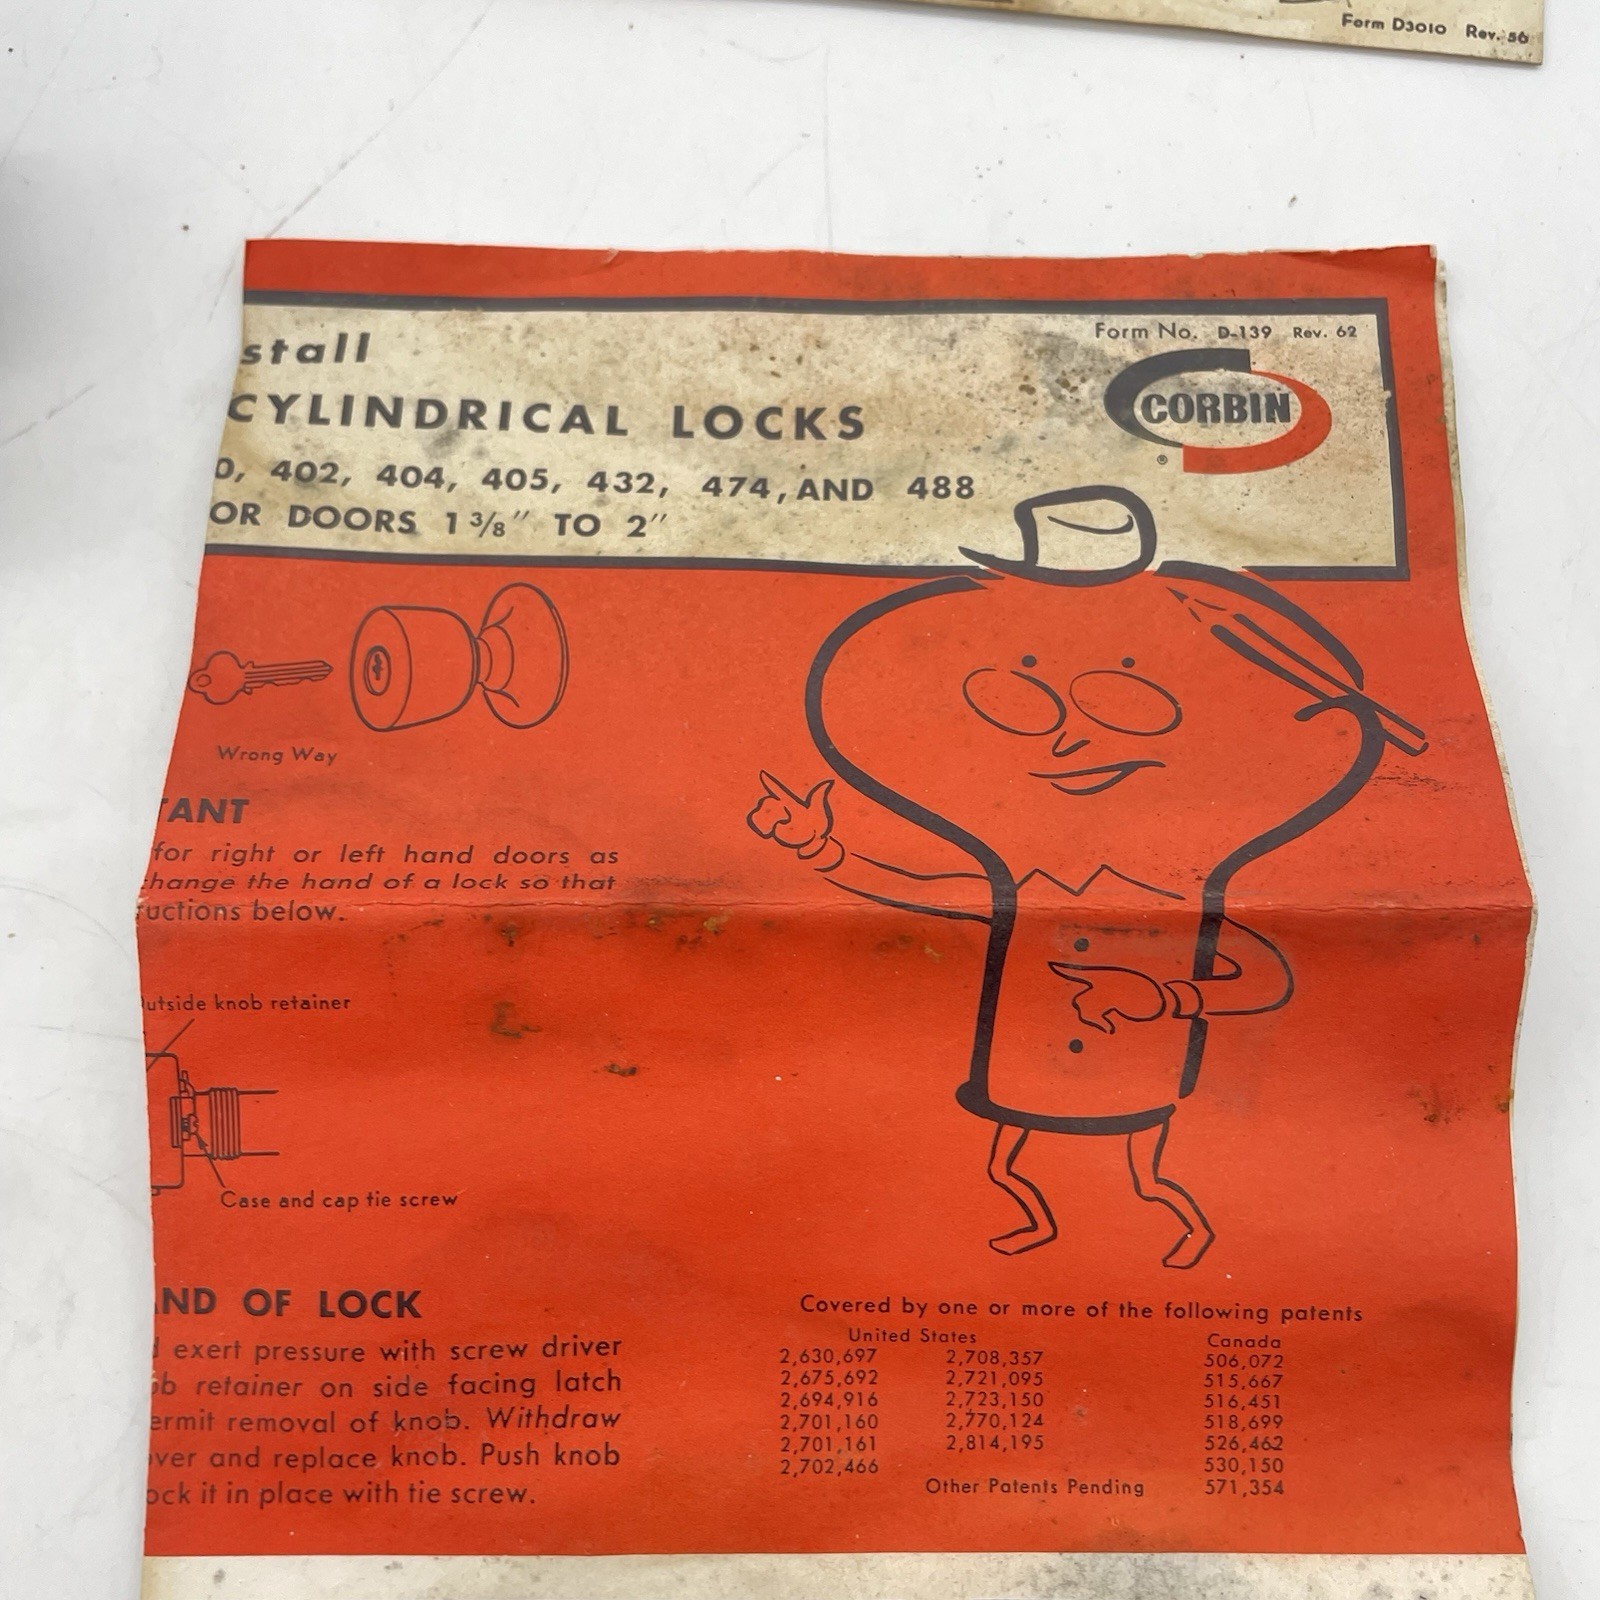 Form D3010 Rev. 56
Form No. D-139 Rev. 62
stall
CORBIN
®
CYLINDRICAL LOCKS
0, 402, 404, 405, 432, 474, AND 488
OR DOORS 1 3/8" TO 2"
Wrong Way
TANT
for right or left hand doors as
change the hand of a lock so that
uctions below.
utside knob retainer
Case and cap tie screw
AND OF LOCK
d exert pressure with screw driver
ob retainer on side facing latch
ermit removal of knob. Withdraw
ver and replace knob. Push knob
ock it in place with tie screw.
Covered by one or more of the following patents
United States Canada
2,630,697 2,708,357 506,072
2,675,692 2,721,095 515,667
2,694,916 2,723,150 516,451
2,701,160 2,770,124 518,699
2,701,161 2,814,195 526,462
2,702,466 530,150
Other Patents Pending 571,354